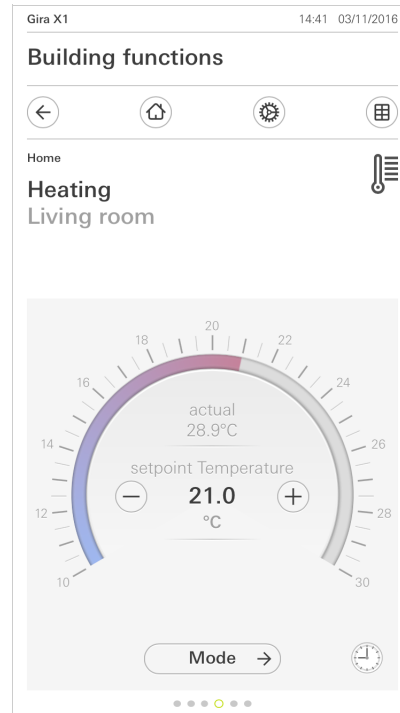 Gira X1 14:41 03/11/2016
Building functions
Home
Heating
Living room
20
18 22
16 24
actual
28.9°C
14 26
setpoint Temperature
21.0
12 28
°C
10 30
Mode